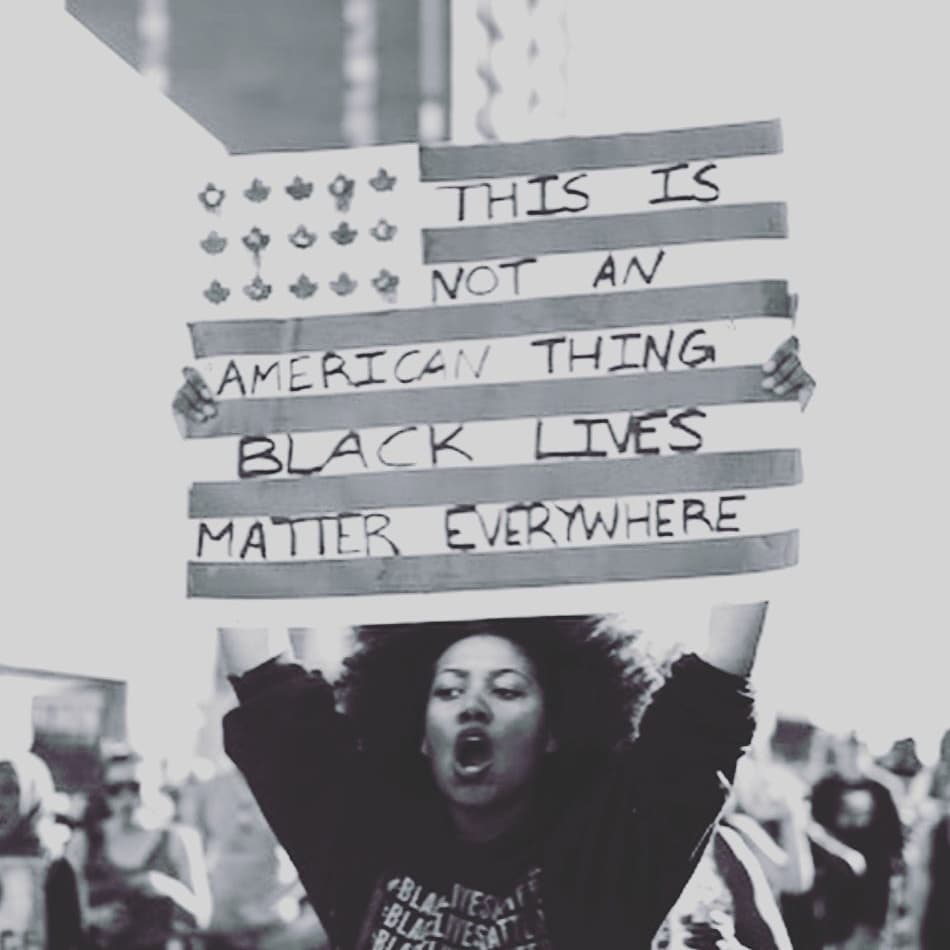 THIS IS
NOT AN
AMERICAN THING
BLACK LIVES
MATTER EVERYWHERE